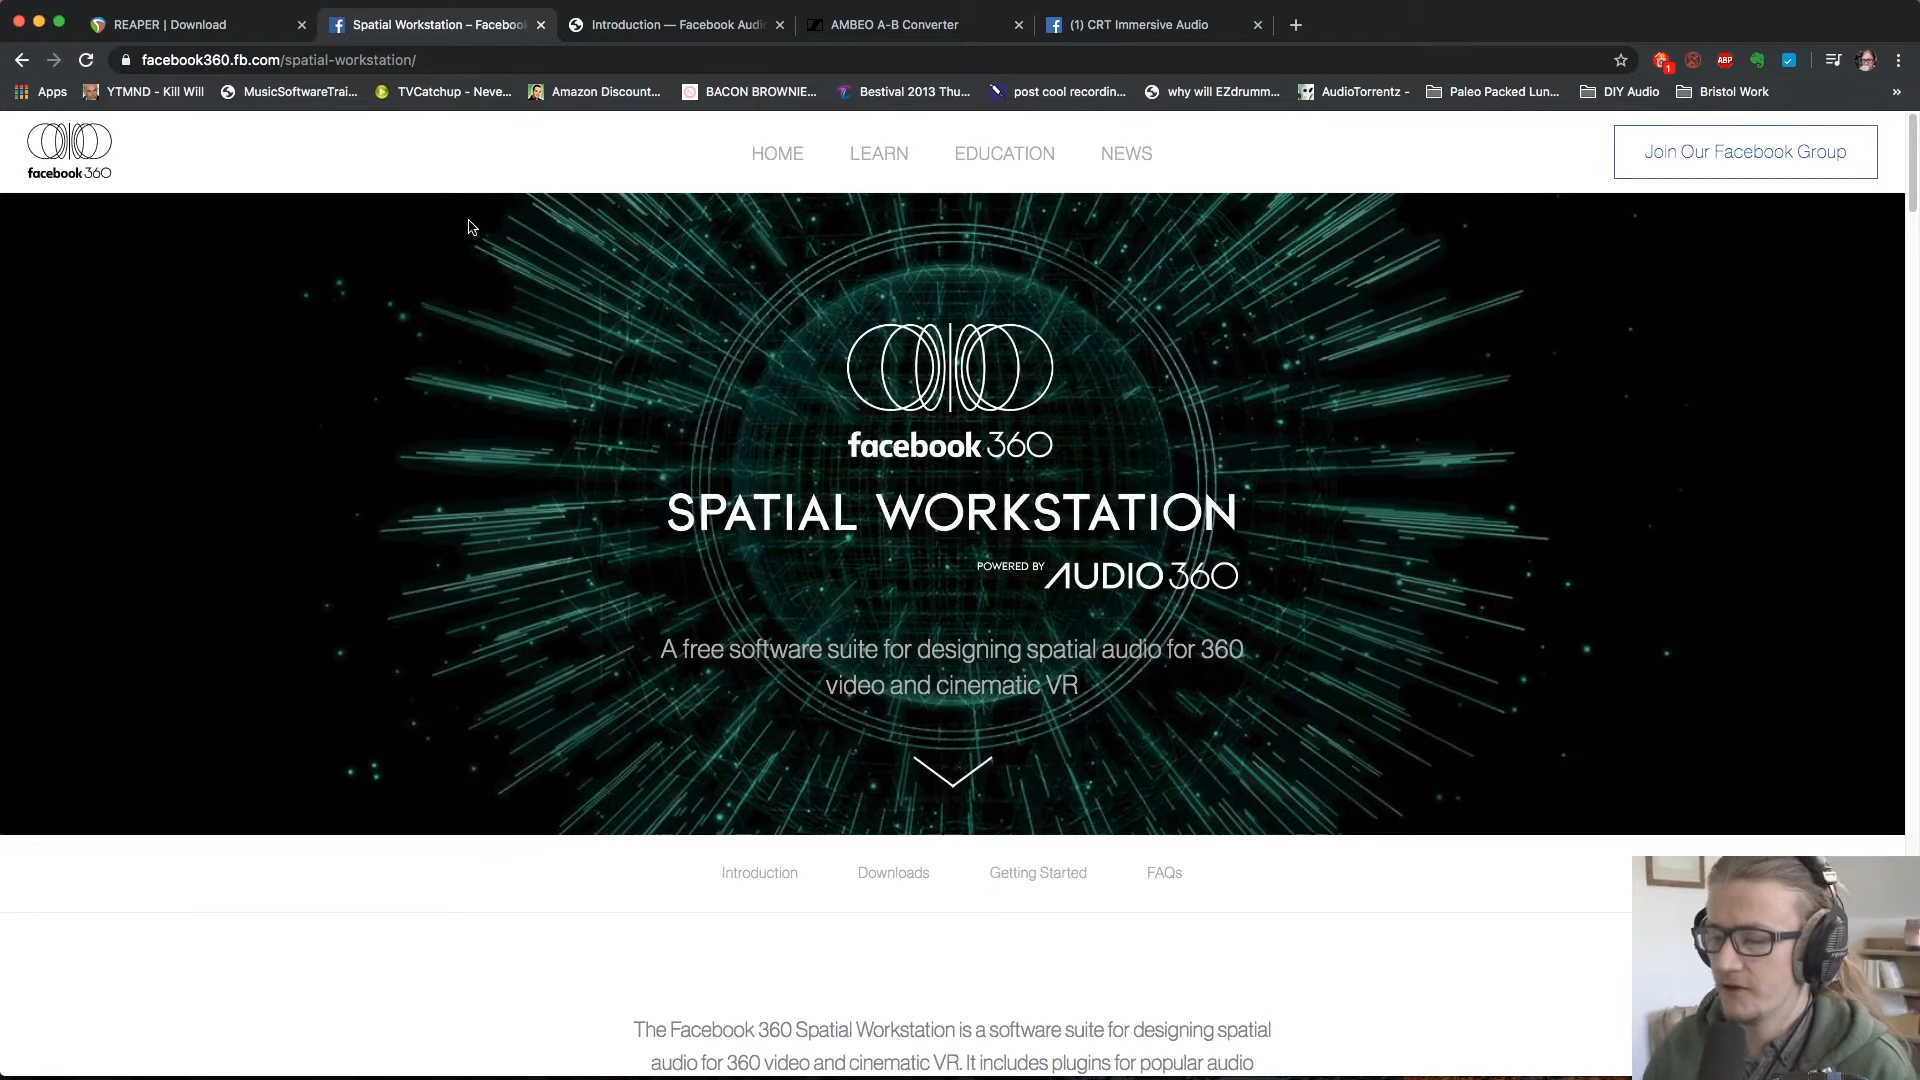 REAPER | Download
Spatial Workstation – Faceboo
Introduction — Facebook Audi
AMBEO A-B Converter
(1) CRT Immersive Audio
facebook360.fb.com/spatial-workstation/
1
ABP
Apps
YTMND - Kill Will
MusicSoftwareTrai...
TVCatchup - Neve...
Amazon Discount...
BACON BROWNIE...
Bestival 2013 Thu...
post cool recordin...
why will EZdrumm...
AudioTorrentz -
Paleo Packed Lun...
DIY Audio
Bristol Work
»
facebook 360
HOME
LEARN
EDUCATION
NEWS
Join Our Facebook Group
facebook 360
SPATIAL WORKSTATION
POWERED BY AUDIO 360
A free software suite for designing spatial audio for 360
video and cinematic VR
Introduction
Downloads
Getting Started
FAQs
The Facebook 360 Spatial Workstation is a software suite for designing spatial
audio for 360 video and cinematic VR. It includes plugins for popular audio